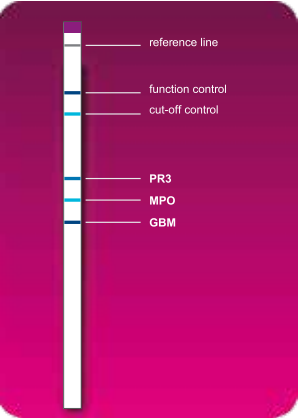 reference line
function control
cut-off control
PR3
MPO
GBM